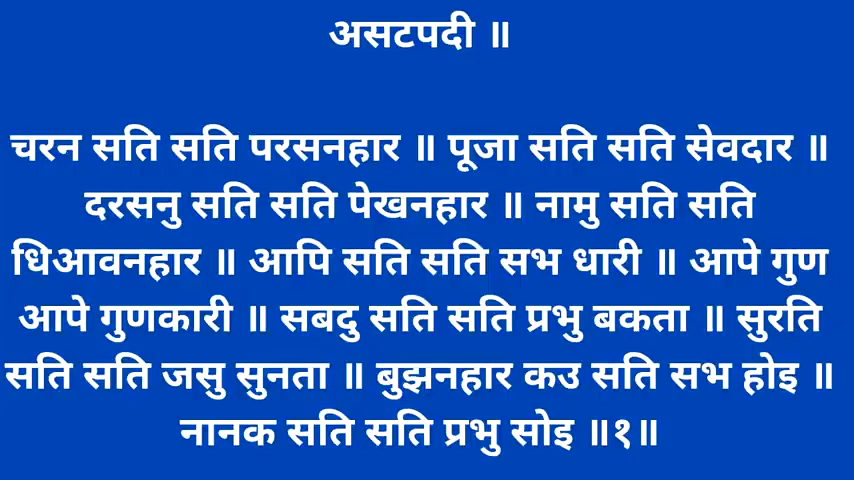 असटपदी ॥
चरन सति सति परसनहार ॥ पूजा सति सति सेवदार ॥
दरसनु सति सति पेखनहार ॥ नामु सति सति
धिआवनहार ॥ आपि सति सति सभ धारी ॥ आपे गुण
आपे गुणकारी ॥ सबदु सति सति प्रभु बकता ॥ सुरति
सति सति जसु सुनता ॥ बुझनहार कउ सति सभ होइ ॥
नानक सति सति प्रभु सोइ ॥१॥